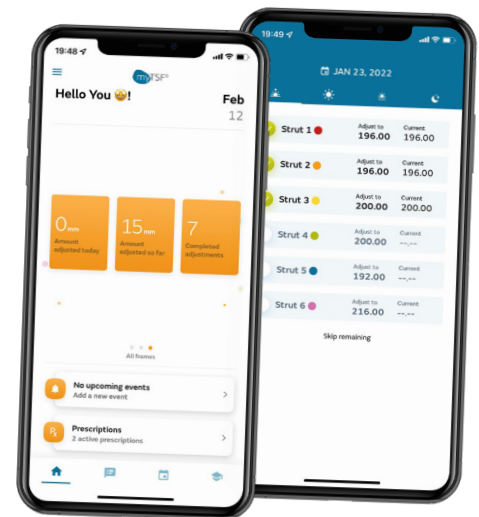 19:48
myTSF®
Hello You 🤩!
Feb
12
0mm
Amount
adjusted today
15mm
Amount
adjusted so far
7
Completed
adjustments
All frames
No upcoming events
Add a new event
Prescriptions
2 active prescriptions
19:49
JAN 23, 2022
Strut 1
Adjust to
196.00
Current
196.00
Strut 2
Adjust to
196.00
Current
196.00
Strut 3
Adjust to
200.00
Current
200.00
Strut 4
Adjust to
200.00
Current
--.--
Strut 5
Adjust to
192.00
Current
--.--
Strut 6
Adjust to
216.00
Current
--.--
Skip remaining